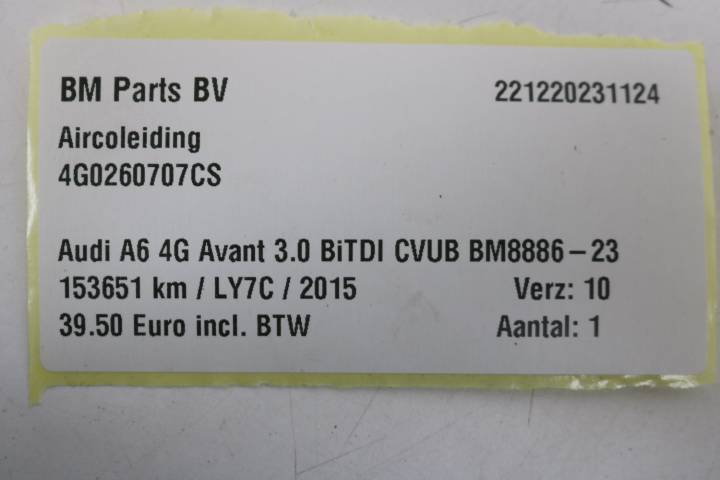 BM Parts BV 221220231124
Aircoleiding
4G0260707CS
Audi A6 4G Avant 3.0 BiTDI CVUB BM8886-23
153651 km / LY7C / 2015 Verz: 10
39.50 Euro incl. BTW Aantal: 1